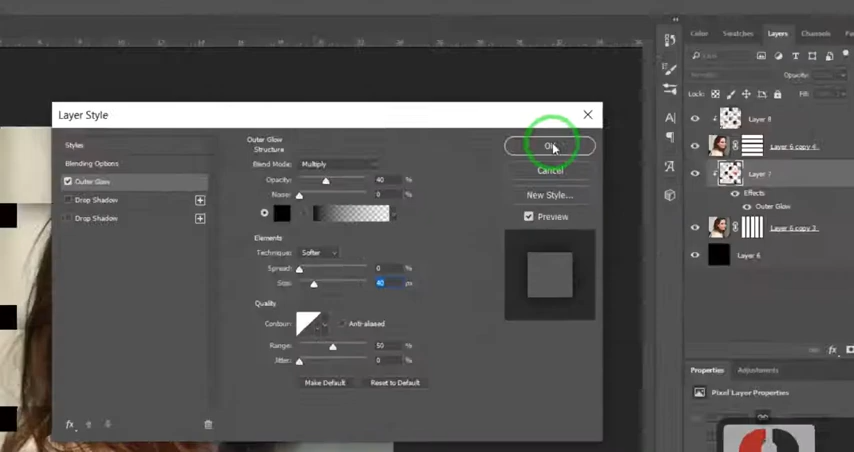 Color Swatches Layers Channels
Opacity:
Lock: Fill:
Layer 8
Layer 6 copy 4
Layer 7
Effects
Outer Glow
Layer 6 copy 3
Layer 6
fx
Properties Adjustments
Pixel Layer Properties
Layer Style
Styles
Blending Options
Outer Glow
Drop Shadow
Drop Shadow
fx
Outer Glow
Structure
Blend Mode: Multiply
Opacity: 40 %
Noise: 0 %
Elements
Technique: Softer
Spread: 0 %
Size: 40 px
Quality
Contour: Anti-aliased
Range: 50 %
Jitter: 0 %
Make Default Reset to Default
OK
Cancel
New Style...
Preview